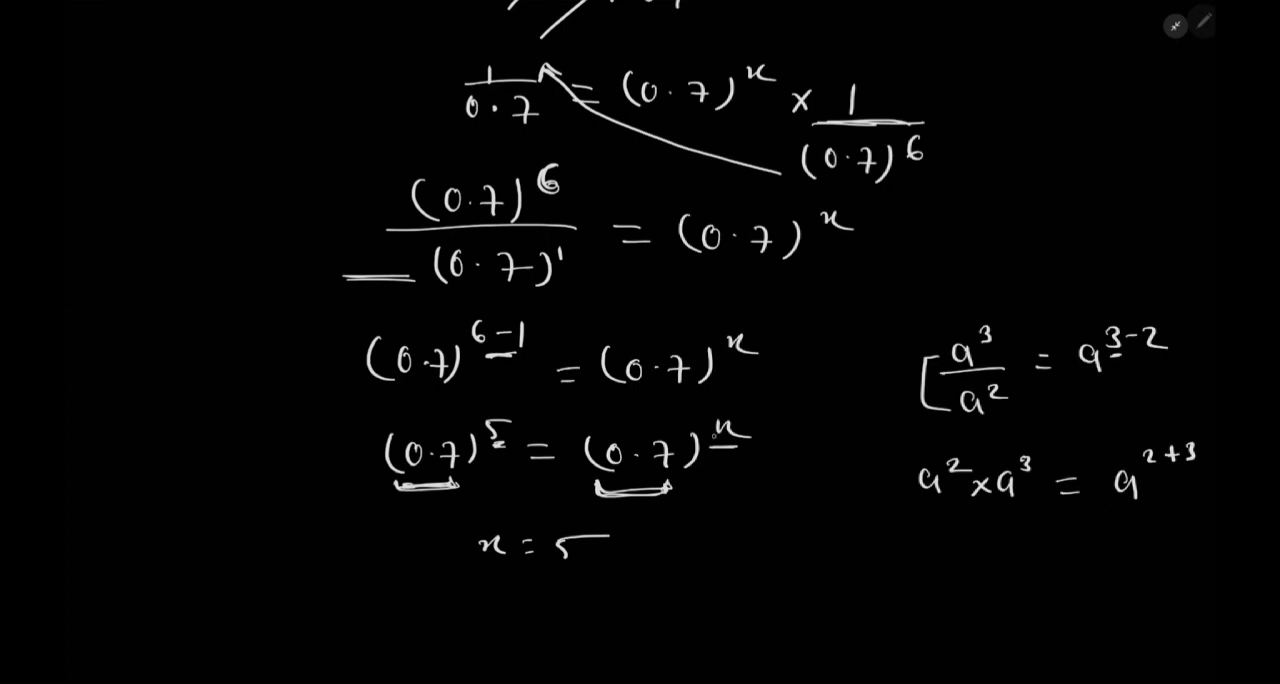 1/0.7 = (0.7)^x × 1/(0.7)^6
(0.7)^6/(0.7)^1 = (0.7)^x
(0.7)^6-1 = (0.7)^x
[a^3/a^2 = a^3-2
(0.7)^5 = (0.7)^x
a^2 × a^3 = a^2+3
x = 5